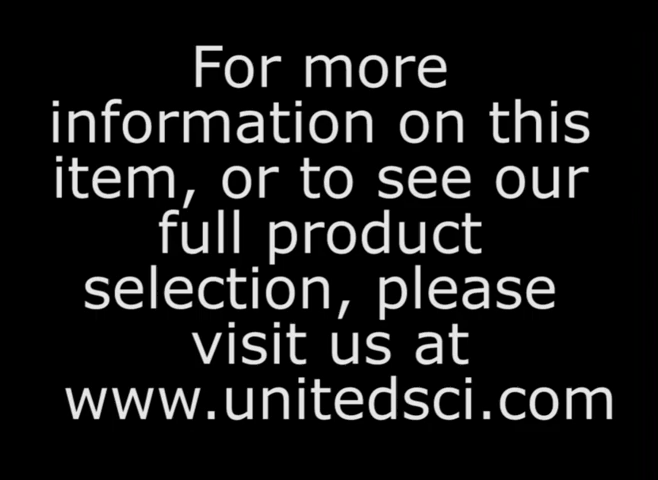 For more
information on this
item, or to see our
full product
selection, please
visit us at
www.unitedsci.com